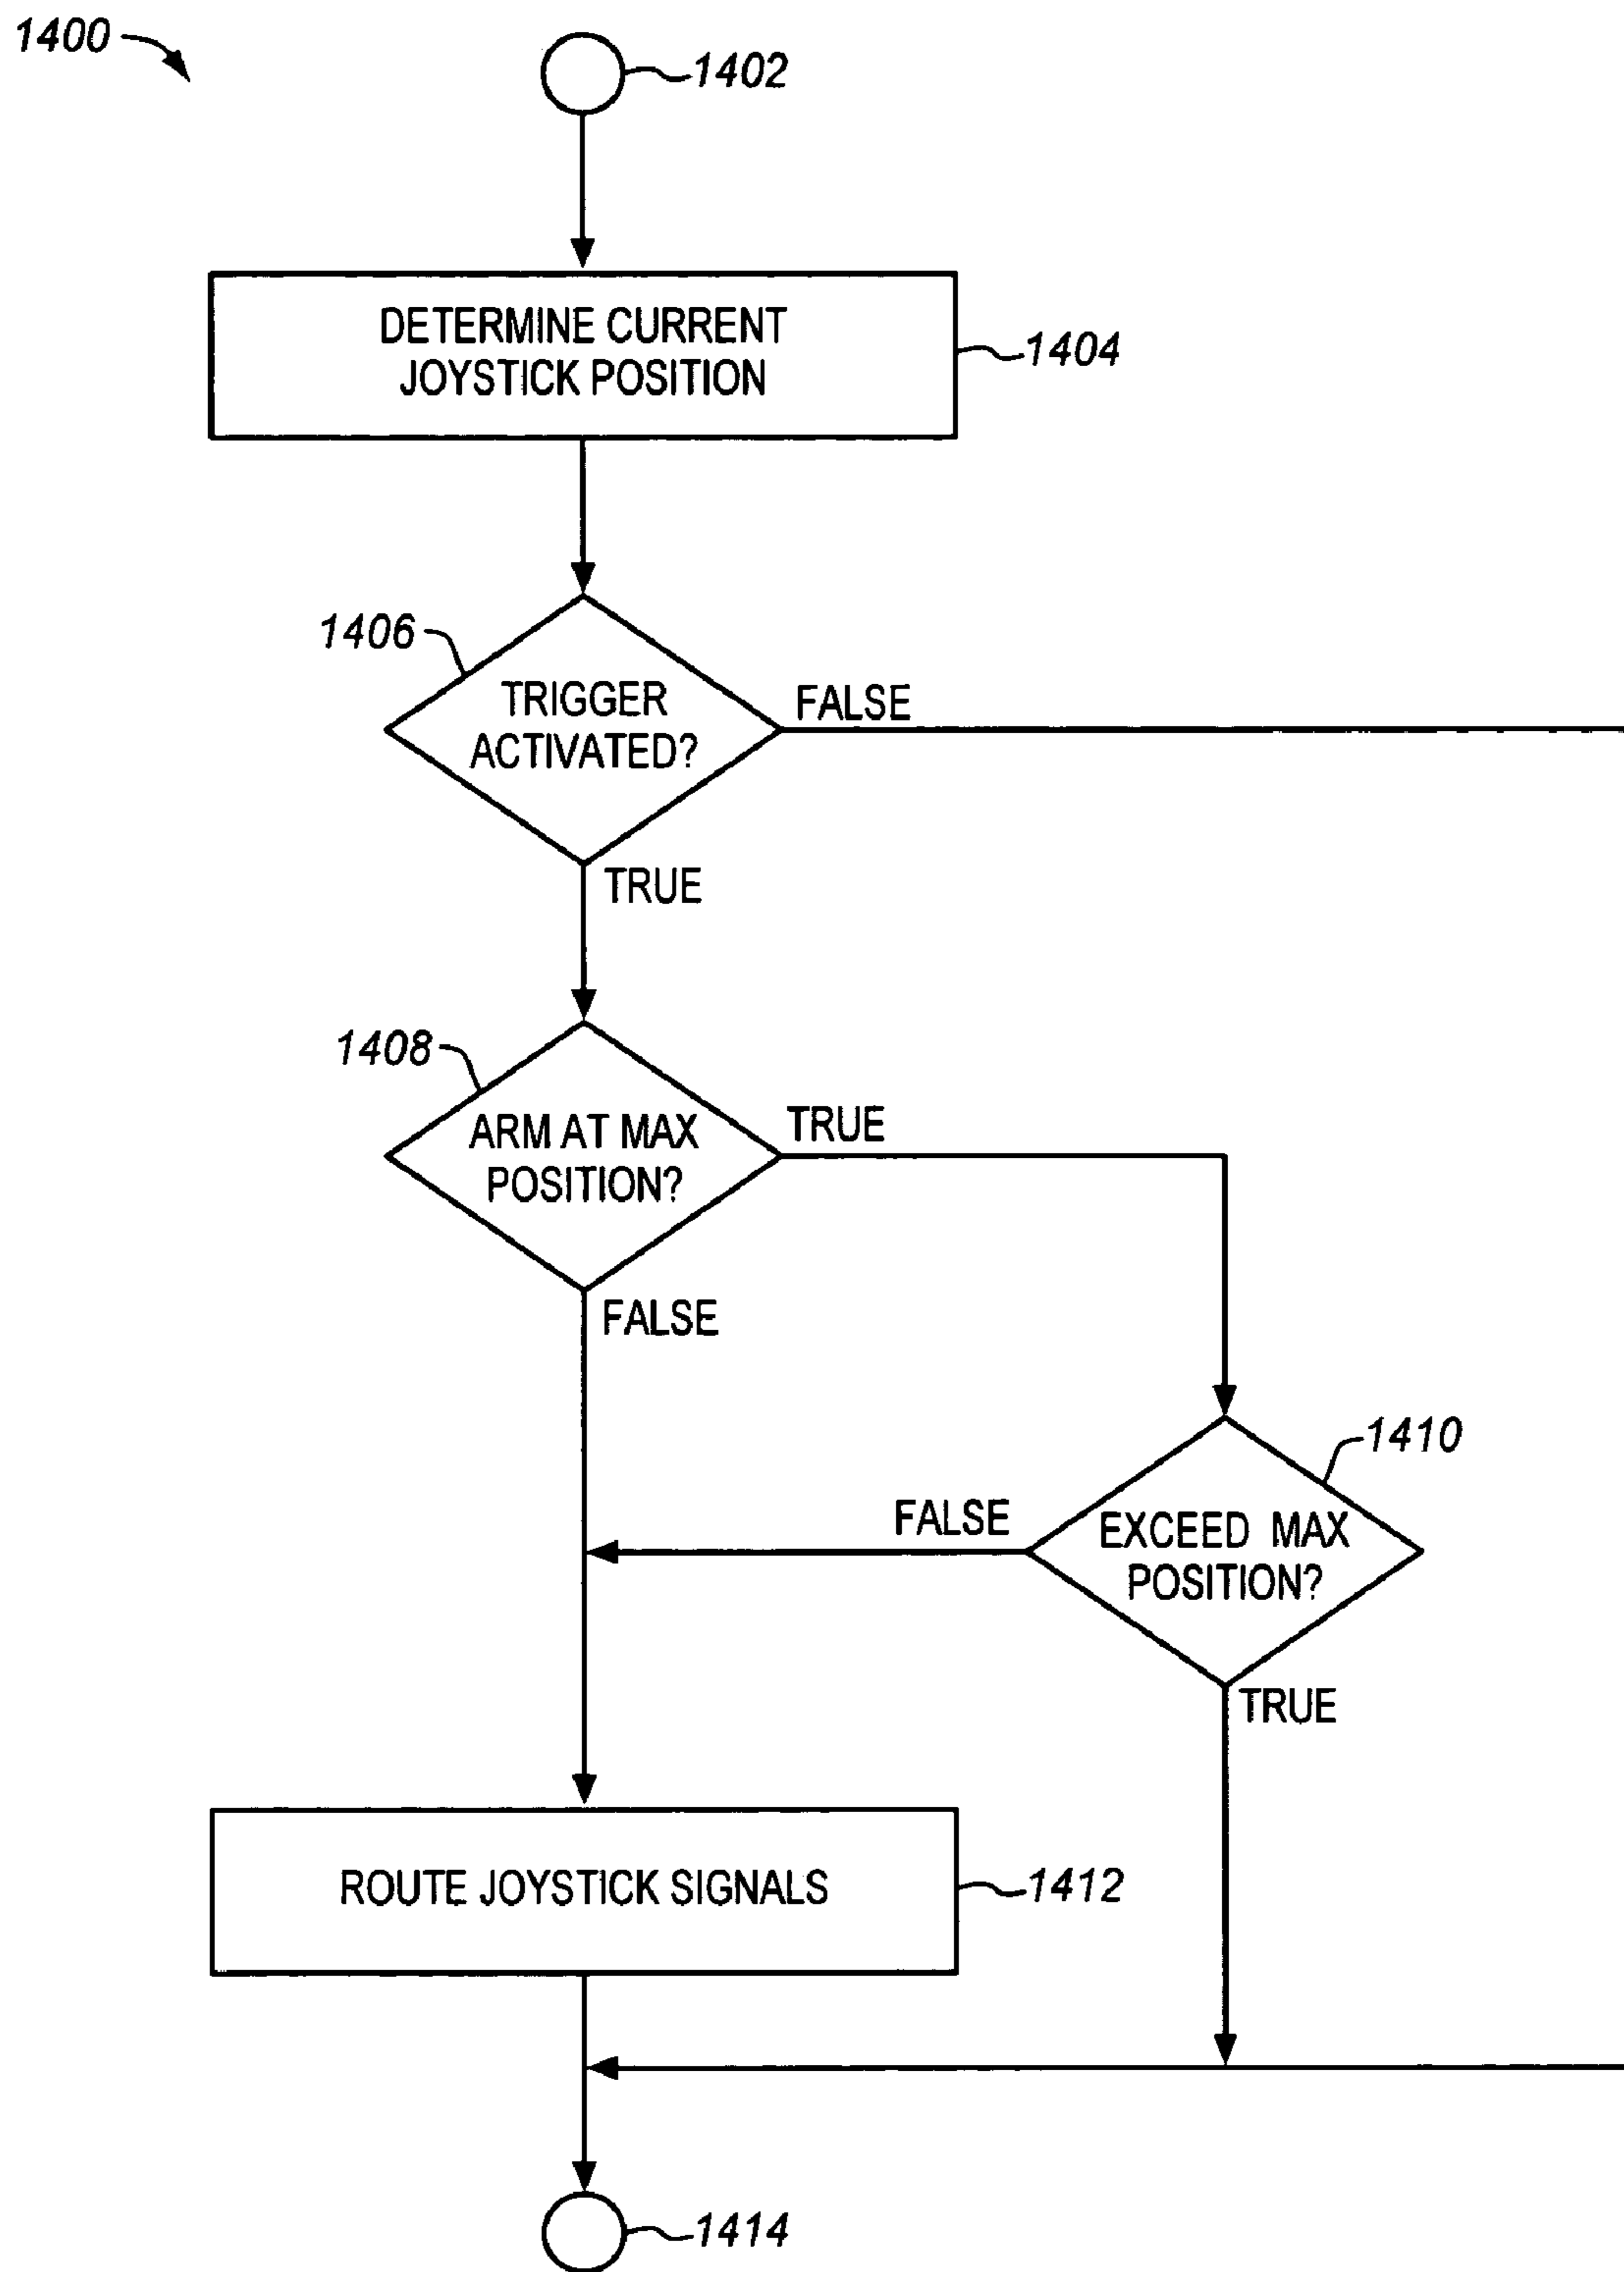 1400
1402
DETERMINE CURRENT
JOYSTICK POSITION
1404
1406
TRIGGER
ACTIVATED?
FALSE
TRUE
1408
ARM AT MAX
POSITION?
TRUE
FALSE
1410
EXCEED MAX
POSITION?
FALSE
TRUE
ROUTE JOYSTICK SIGNALS
1412
1414